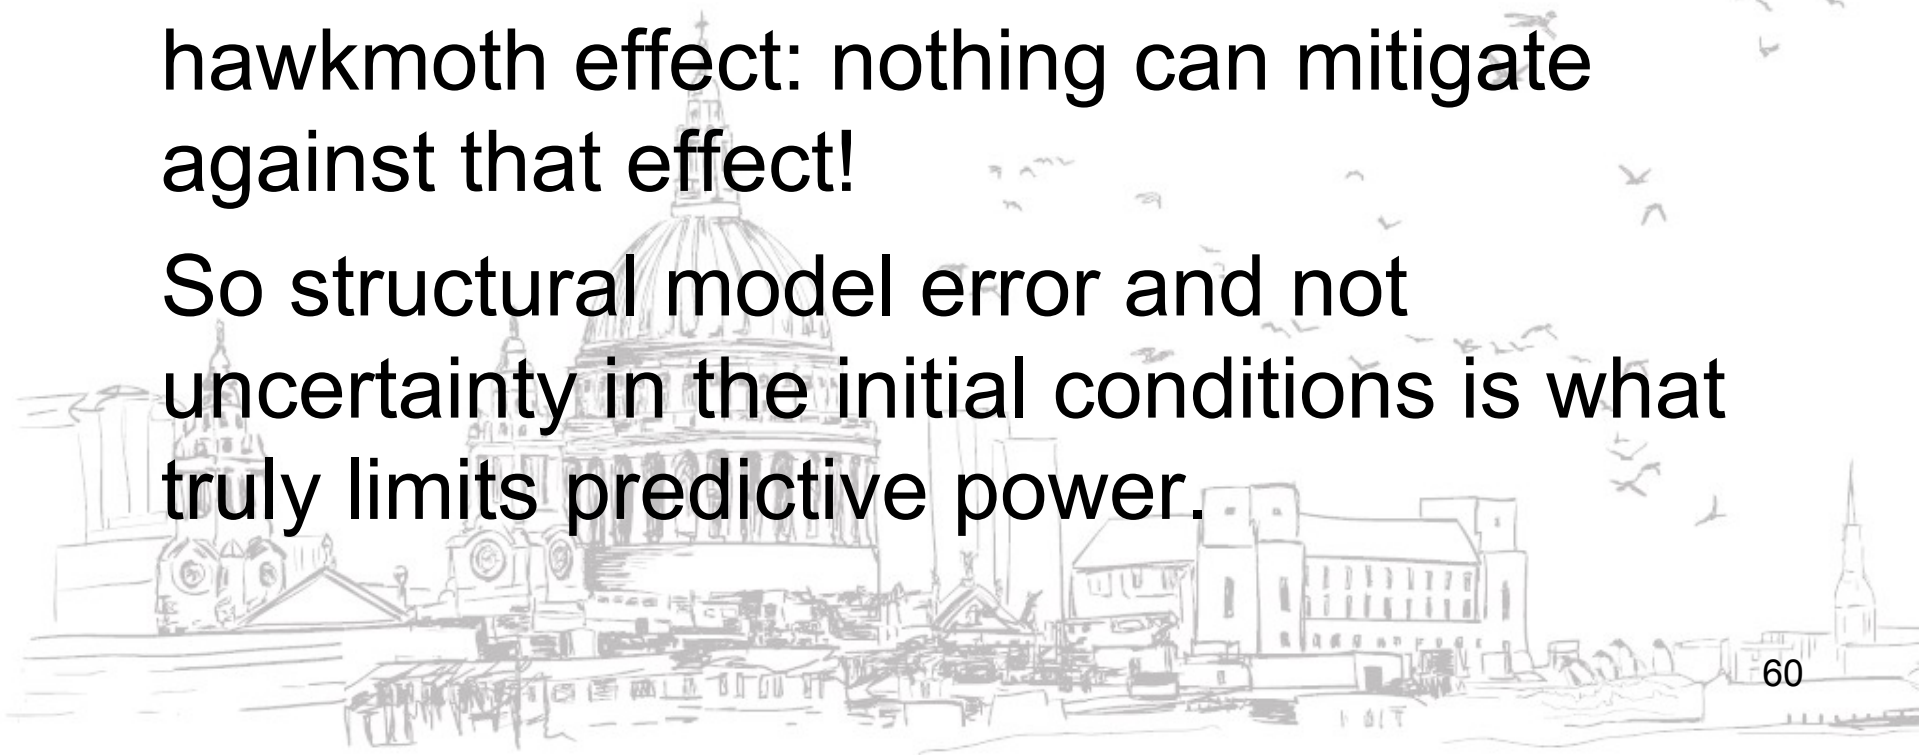 hawkmoth effect: nothing can mitigate
against that effect!
So structural model error and not
uncertainty in the initial conditions is what
truly limits predictive power.
60